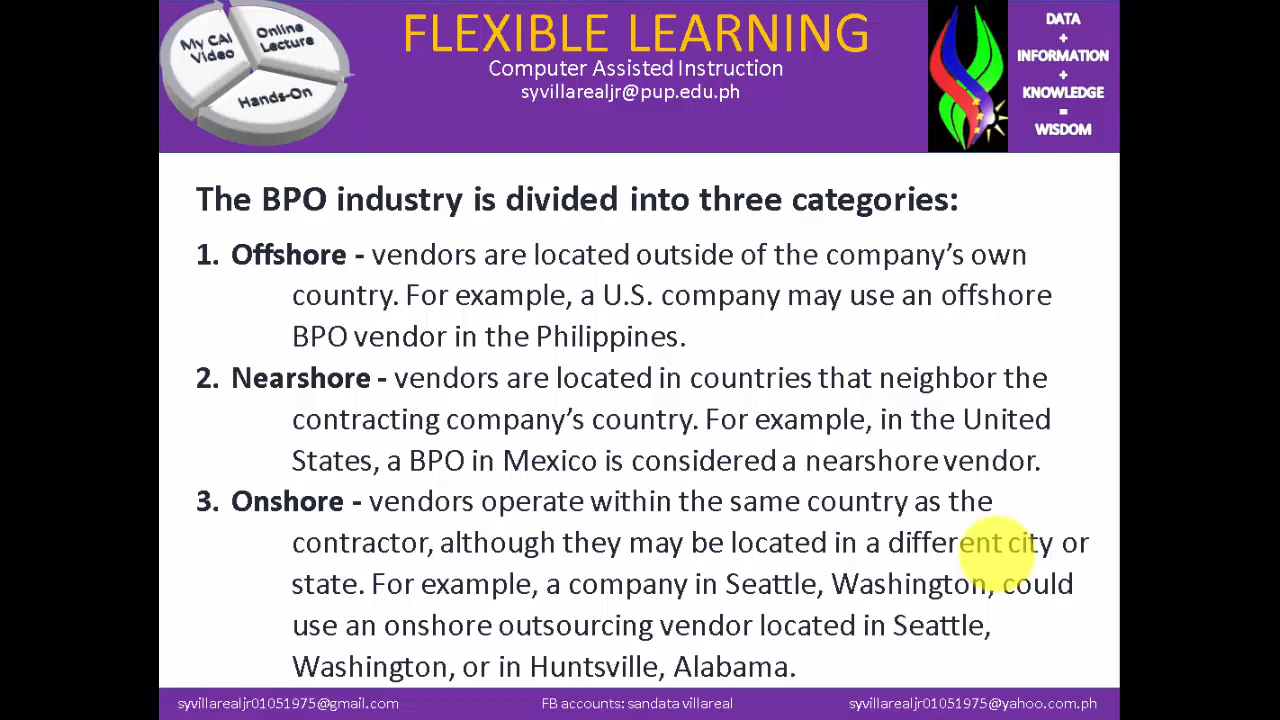 My CAI
Video
Online
Lecture
Hands-On
FLEXIBLE LEARNING
Computer Assisted Instruction
syvillarealjr@pup.edu.ph
DATA
+
INFORMATION
+
KNOWLEDGE
=
WISDOM
The BPO industry is divided into three categories:
1. Offshore - vendors are located outside of the company's own
country. For example, a U.S. company may use an offshore
BPO vendor in the Philippines.
2. Nearshore - vendors are located in countries that neighbor the
contracting company's country. For example, in the United
States, a BPO in Mexico is considered a nearshore vendor.
3. Onshore - vendors operate within the same country as the
contractor, although they may be located in a different city or
state. For example, a company in Seattle, Washington, could
use an onshore outsourcing vendor located in Seattle,
Washington, or in Huntsville, Alabama.
syvillarealjr01051975@gmail.com
FB accounts: sandata villareal
syvillarealjr01051975@yahoo.com.ph